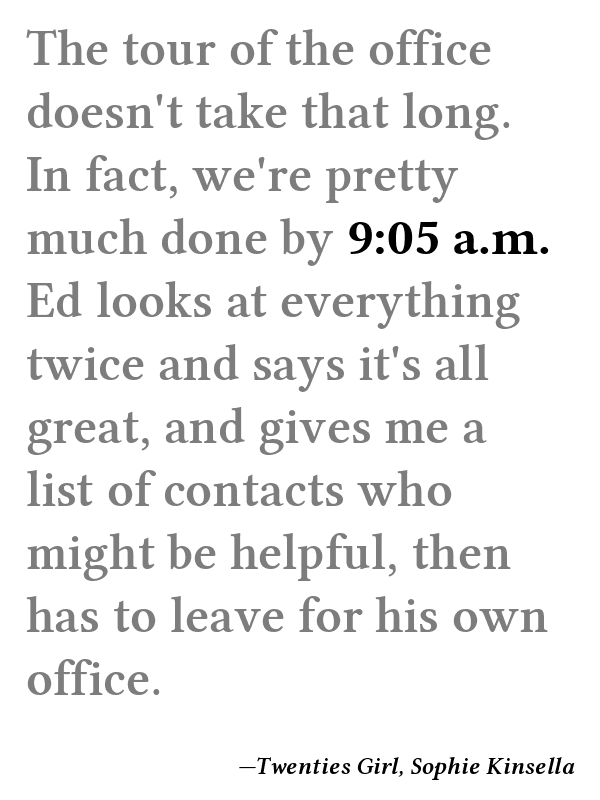 The tour of the office
doesn't take that long.
In fact, we're pretty
much done by 9:05 a.m.
Ed looks at everything
twice and says it's all
great, and gives me a
list of contacts who
might be helpful, then
has to leave for his own
office.
—Twenties Girl, Sophie Kinsella